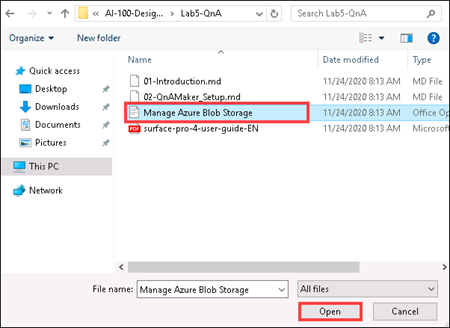 « AI-100-Desig... › Lab5-QnA
Search Lab5-QnA
Organize
New folder
Name
Date modified
Type
Quick access
Desktop
Downloads
Documents
Pictures
This PC
Network
01-Introduction.md
11/24/2020 8:13 AM
MD File
02-QnAMaker_Setup.md
11/24/2020 8:13 AM
MD File
Manage Azure Blob Storage
11/24/2020 8:13 AM
Office Op
PDF
surface-pro-4-user-guide-EN
11/24/2020 8:13 AM
Microsof
File name:
Manage Azure Blob Storage
All files
Open
Cancel